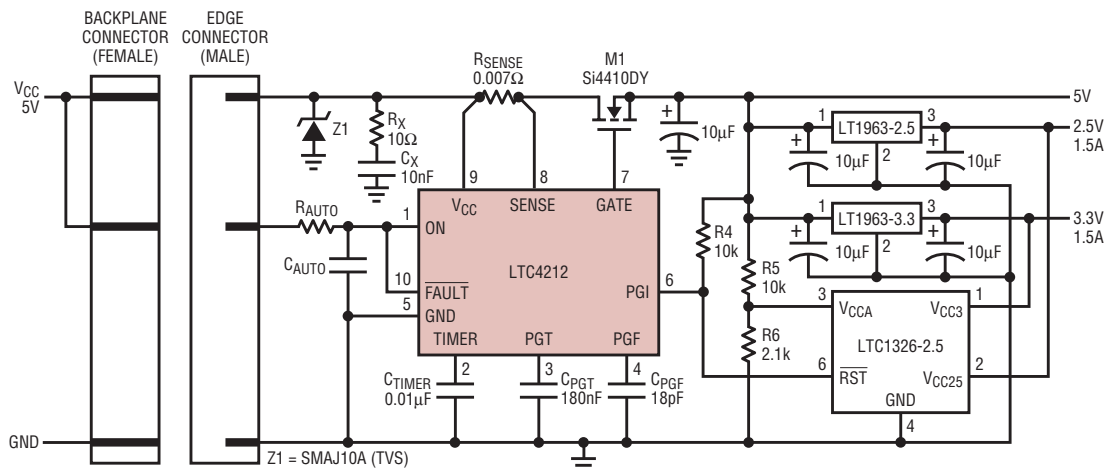 BACKPLANE
CONNECTOR
(FEMALE)
EDGE
CONNECTOR
(MALE)
VCC
5V
GND
Z1
RX
10Ω
CX
10nF
RSENSE
0.007Ω
M1
Si4410DY
+
10µF
9
8
7
VCC
SENSE
GATE
RAUTO
CAUTO
1
ON
10
FAULT
5
GND
LTC4212
PGI
6
TIMER
PGT
PGF
2
3
4
CTIMER
0.01µF
CPGT
180nF
CPGF
18pF
R4
10k
R5
10k
R6
2.1k
1
LT1963-2.5
3
2
+
10µF
+
10µF
1
LT1963-3.3
3
2
+
10µF
+
10µF
3
VCCA
VCC3
1
LTC1326-2.5
6
RST
VCC25
2
GND
4
5V
2.5V
1.5A
3.3V
1.5A
Z1 = SMAJ10A (TVS)